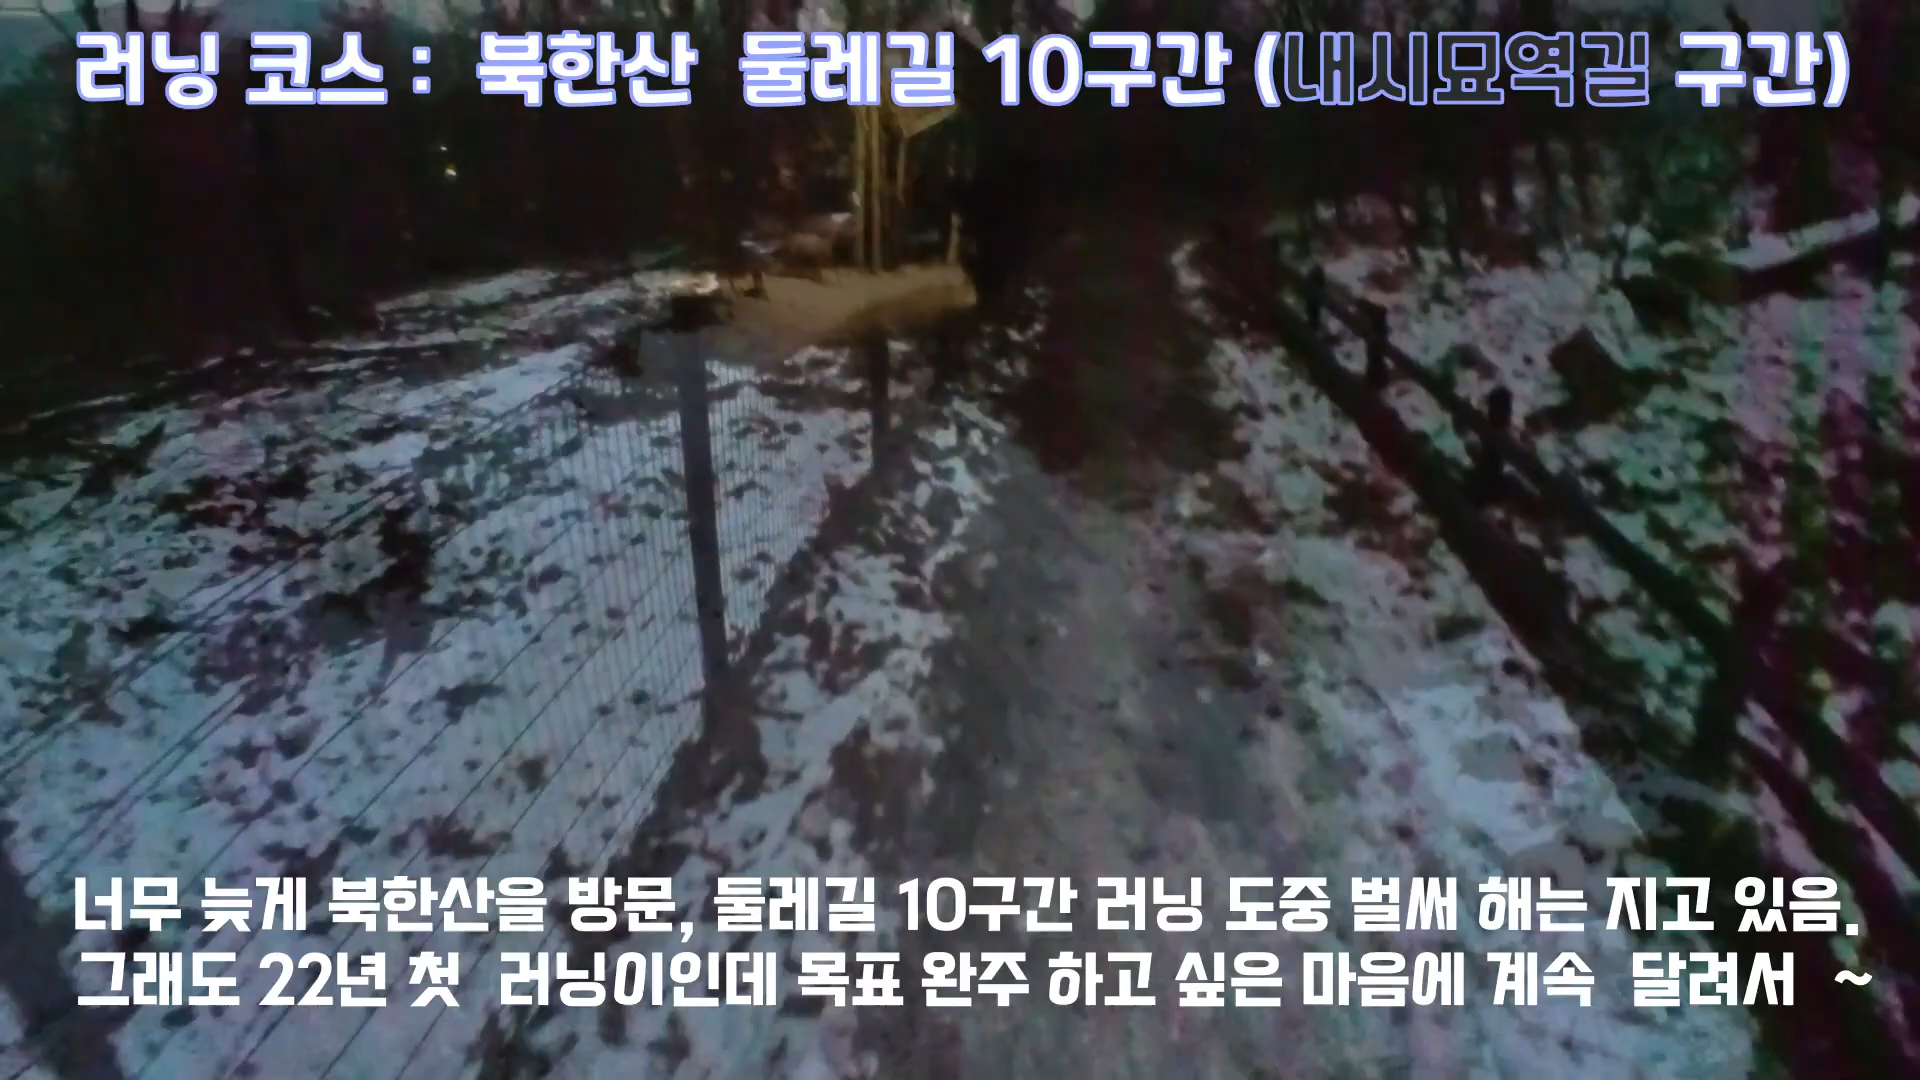 러닝 코스 : 북한산 둘레길 10구간 (내시묘역길 구간)
너무 늦게 북한산을 방문, 둘레길 10구간 러닝 도중 벌써 해는 지고 있음.
그래도 22년 첫 러닝이인데 목표 완주 하고 싶은 마음에 계속 달려서 ~